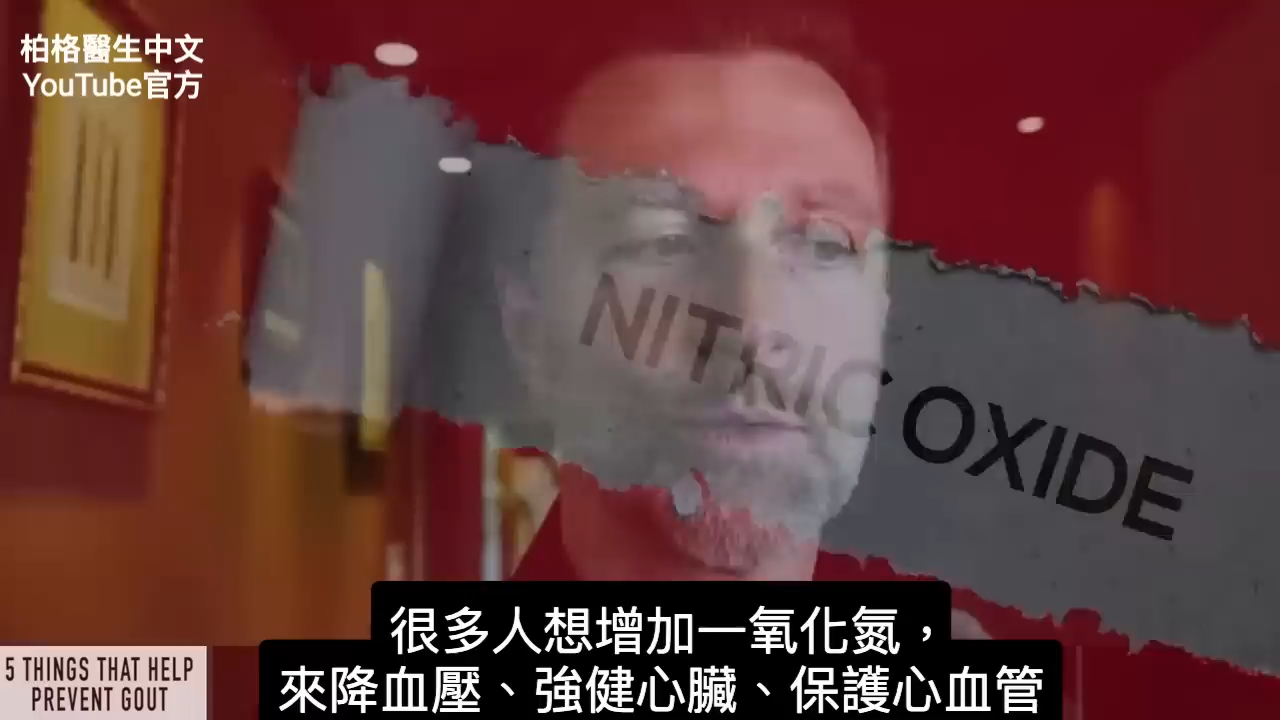 柏格醫生中文
YouTube官方
NITRIC OXIDE
很多人想增加一氧化氮，
來降血壓、強健心臟、保護心血管
5 THINGS THAT HELP
PREVENT GOUT